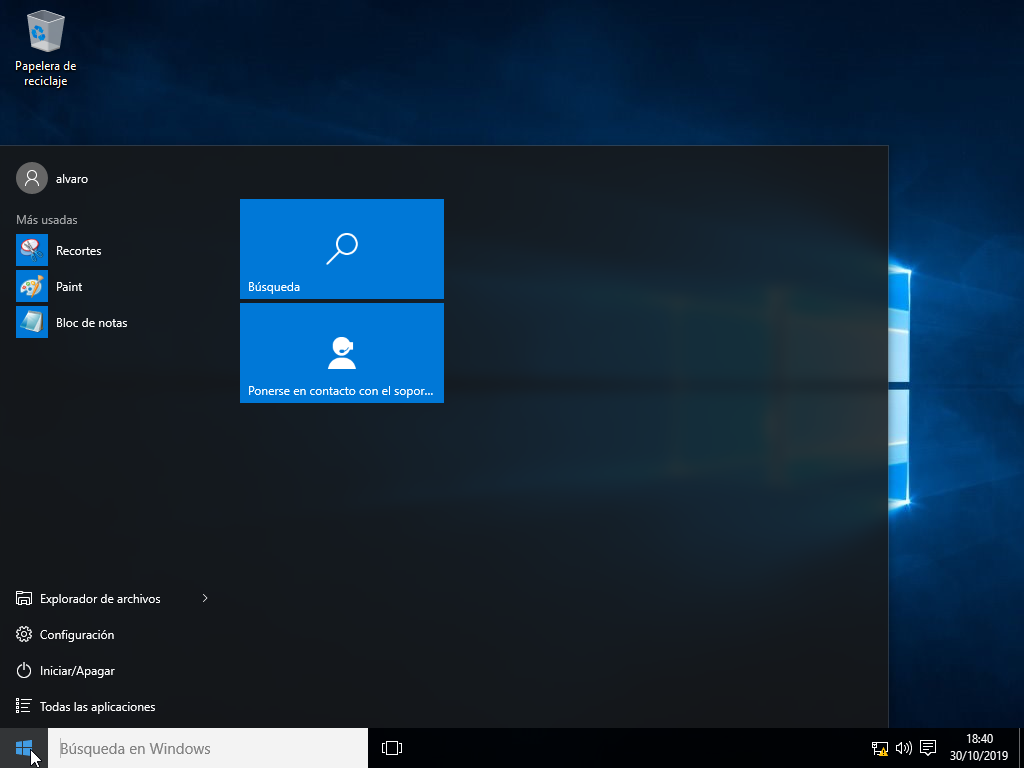 Papelera de
reciclaje
alvaro
Más usadas
Recortes
Paint
Bloc de notas
Búsqueda
Ponerse en contacto con el sopor...
Explorador de archivos
Configuración
Iniciar/Apagar
Todas las aplicaciones
Búsqueda en Windows
18:40
30/10/2019